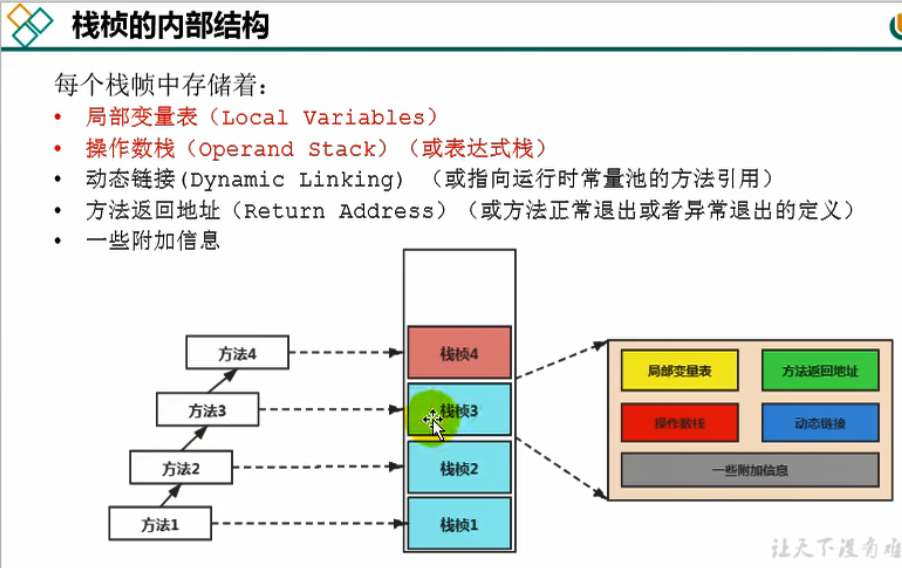 栈桢的内部结构
每个栈帧中存储着：
• 局部变量表（Local Variables）
• 操作数栈（Operand Stack）（或表达式栈）
• 动态链接(Dynamic Linking) （或指向运行时常量池的方法引用）
• 方法返回地址（Return Address）（或方法正常退出或者异常退出的定义）
• 一些附加信息
方法4
栈桢4
方法3
栈桢3
方法2
栈桢2
方法1
栈桢1
局部变量表
方法返回地址
操作数栈
动态链接
一些附加信息
让天下没有难